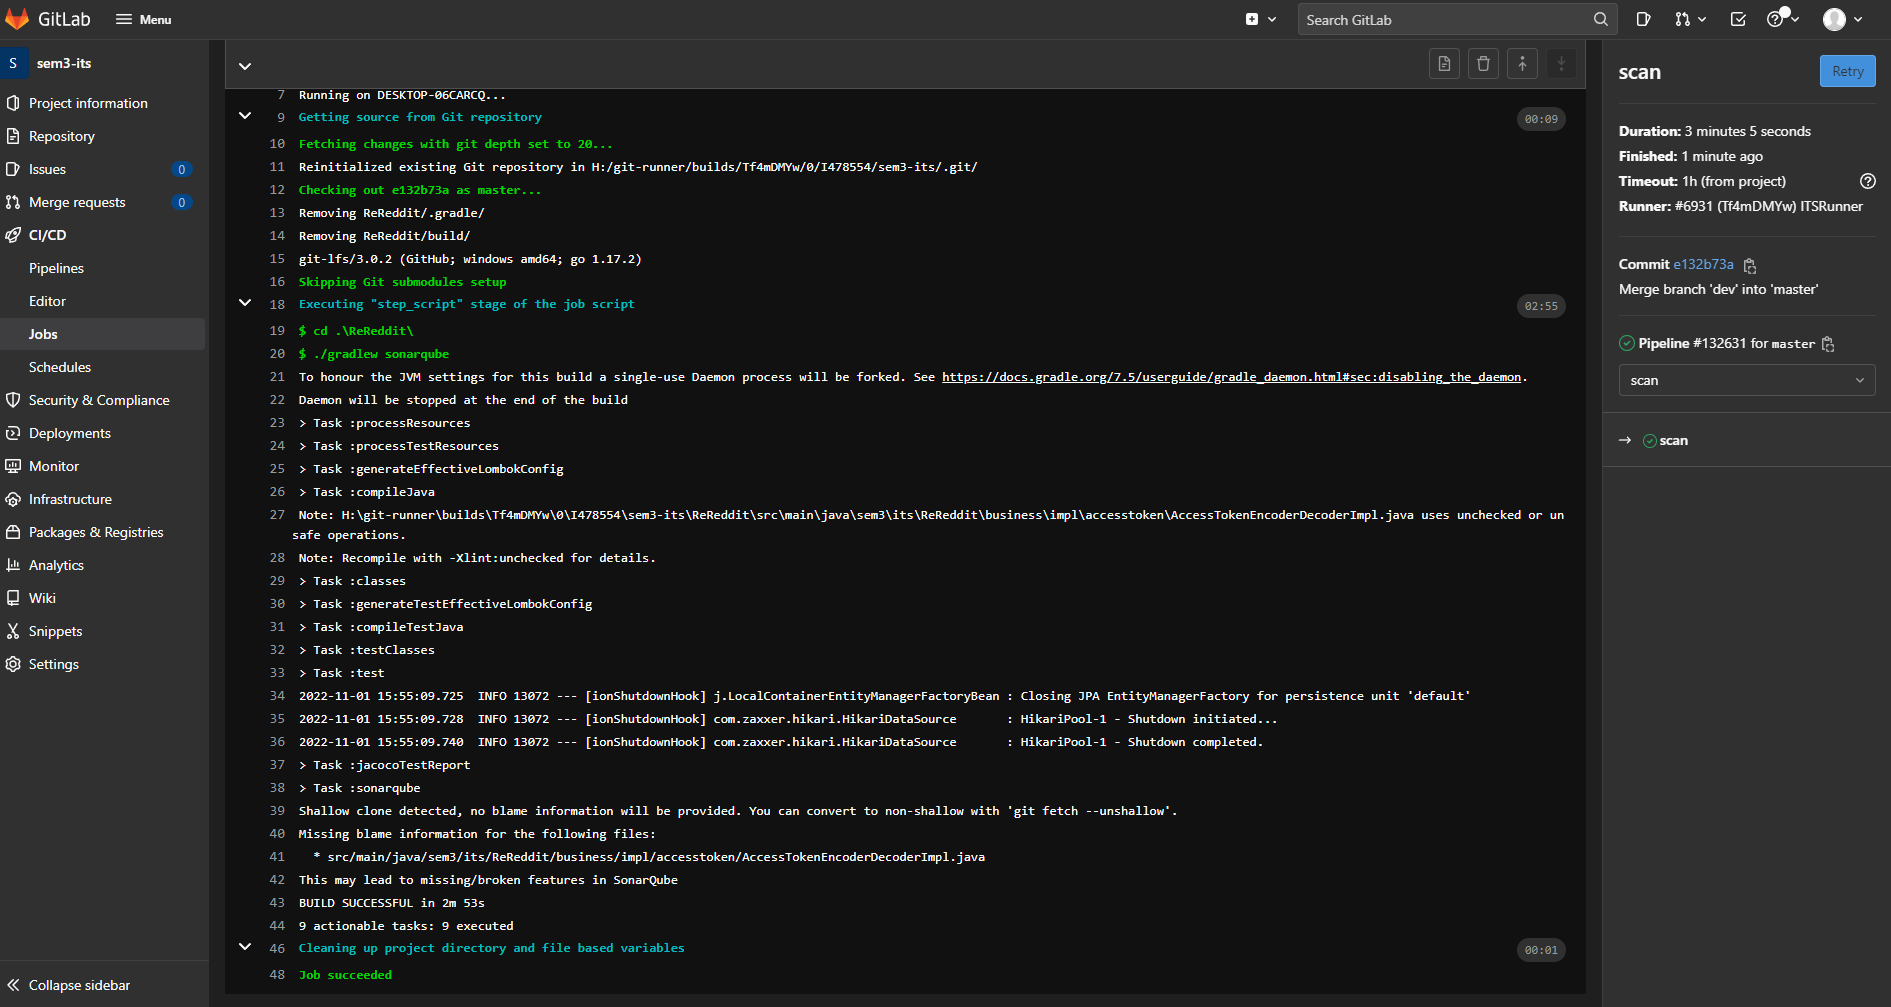 GitLab
Menu
Search GitLab
S sem3-its
Project information
Repository
Issues 0
Merge requests 0
CI/CD
Pipelines
Editor
Jobs
Schedules
Security & Compliance
Deployments
Monitor
Infrastructure
Packages & Registries
Analytics
Wiki
Snippets
Settings
Collapse sidebar
7 Running on DESKTOP-06CARCQ...
9 Getting source from Git repository 00:09
10 Fetching changes with git depth set to 20...
11 Reinitialized existing Git repository in H:/git-runner/builds/Tf4mDMYw/0/I478554/sem3-its/.git/
12 Checking out e132b73a as master...
13 Removing ReReddit/.gradle/
14 Removing ReReddit/build/
15 git-lfs/3.0.2 (GitHub; windows amd64; go 1.17.2)
16 Skipping Git submodules setup
18 Executing "step_script" stage of the job script 02:55
19 $ cd .\ReReddit\
20 $ ./gradlew sonarqube
21 To honour the JVM settings for this build a single-use Daemon process will be forked. See https://docs.gradle.org/7.5/userguide/gradle_daemon.html#sec:disabling_the_daemon.
22 Daemon will be stopped at the end of the build
23 > Task :processResources
24 > Task :processTestResources
25 > Task :generateEffectiveLombokConfig
26 > Task :compileJava
27 Note: H:\git-runner\builds\Tf4mDMYw\0\I478554\sem3-its\ReReddit\src\main\java\sem3\its\ReReddit\business\impl\accesstoken\AccessTokenEncoderDecoderImpl.java uses unchecked or un
safe operations.
28 Note: Recompile with -Xlint:unchecked for details.
29 > Task :classes
30 > Task :generateTestEffectiveLombokConfig
31 > Task :compileTestJava
32 > Task :testClasses
33 > Task :test
34 2022-11-01 15:55:09.725  INFO 13072 --- [ionShutdownHook] j.LocalContainerEntityManagerFactoryBean : Closing JPA EntityManagerFactory for persistence unit 'default'
35 2022-11-01 15:55:09.728  INFO 13072 --- [ionShutdownHook] com.zaxxer.hikari.HikariDataSource       : HikariPool-1 - Shutdown initiated...
36 2022-11-01 15:55:09.740  INFO 13072 --- [ionShutdownHook] com.zaxxer.hikari.HikariDataSource       : HikariPool-1 - Shutdown completed.
37 > Task :jacocoTestReport
38 > Task :sonarqube
39 Shallow clone detected, no blame information will be provided. You can convert to non-shallow with 'git fetch --unshallow'.
40 Missing blame information for the following files:
41   * src/main/java/sem3/its/ReReddit/business/impl/accesstoken/AccessTokenEncoderDecoderImpl.java
42 This may lead to missing/broken features in SonarQube
43 BUILD SUCCESSFUL in 2m 53s
44 9 actionable tasks: 9 executed
46 Cleaning up project directory and file based variables 00:01
48 Job succeeded
scan Retry
Duration: 3 minutes 5 seconds
Finished: 1 minute ago
Timeout: 1h (from project)
Runner: #6931 (Tf4mDMYw) ITSRunner
Commit e132b73a
Merge branch 'dev' into 'master'
Pipeline #132631 for master
scan
→ scan